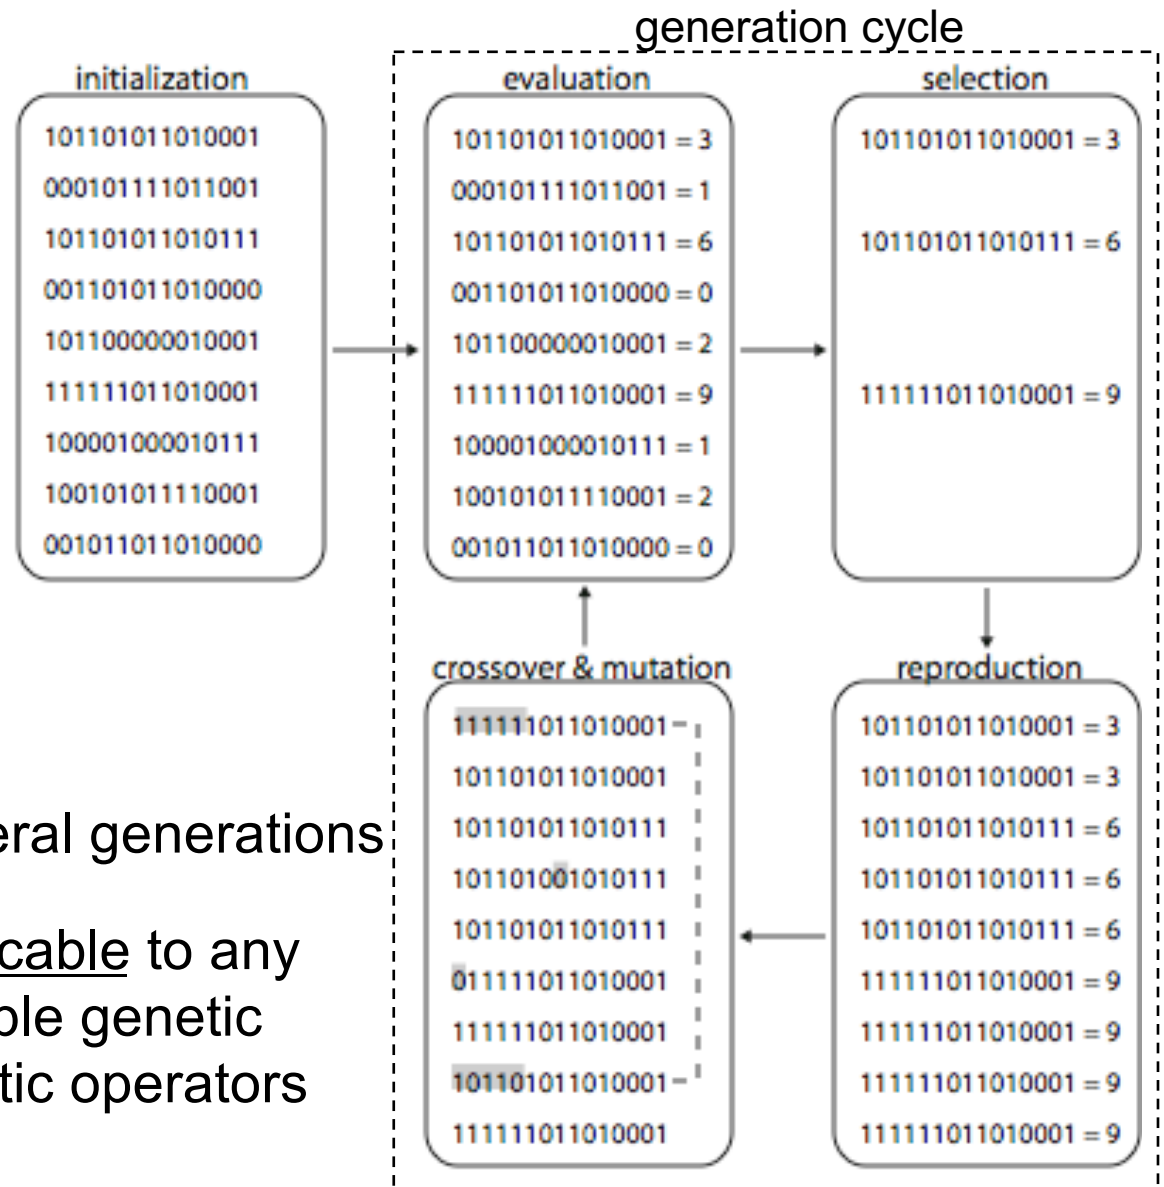 generation cycle
initialization
101101011010001
000101111011001
101101011010111
001101011010000
101100000010001
111111011010001
100001000010111
100101011110001
001011011010000
evaluation
101101011010001 = 3
000101111011001 = 1
101101011010111 = 6
001101011010000 = 0
101100000010001 = 2
111111011010001 = 9
100001000010111 = 1
100101011110001 = 2
001011011010000 = 0
selection
101101011010001 = 3
101101011010111 = 6
111111011010001 = 9
reproduction
101101011010001 = 3
101101011010001 = 3
101101011010111 = 6
101101011010111 = 6
101101011010111 = 6
111111011010001 = 9
111111011010001 = 9
111111011010001 = 9
111111011010001 = 9
crossover & mutation
111111011010001
101101011010001
101101011010111
101101001010111
101101011010111
011111011010001
111111011010001
101101011010001
111111011010001
eral generations
cable to any
ble genetic
tic operators